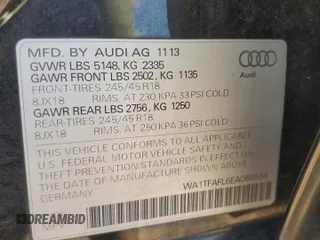 MFD. BY AUDI AG 11 13
GVWR LBS 5148, KG 2335
GAWR FRONT LBS 2502, KG 1135
FRONT-TIRES 245/45 R18
8JX18 RIMS. AT 230 KPA 33 PSI COLD
GAWR REAR LBS 2756, KG 1250
REAR-TIRES 245/45 R18
8JX18 RIMS. AT 250 KPA 36 PSI COLD
Audi
THIS VEHICLE CONFORMS TO ALL APPLICABLE
FEDERAL MOTOR VEHICLE SAFETY
AND THEFT PREVENTION STANDARDS
IN EFFECT ON THE DATE OF MANUFACTURE
SHOWN ABOVE
DREAMBID